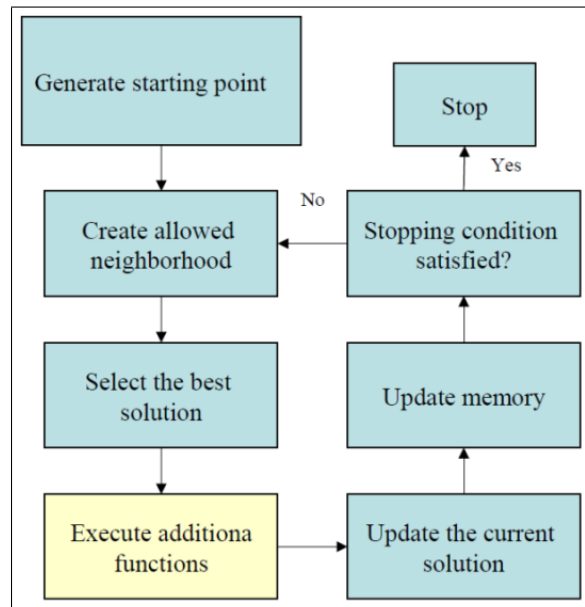 Generate starting point
Stop
Yes
No
Create allowed
neighborhood
Stopping condition
satisfied?
Select the best
solution
Update memory
Execute additiona
functions
Update the current
solution